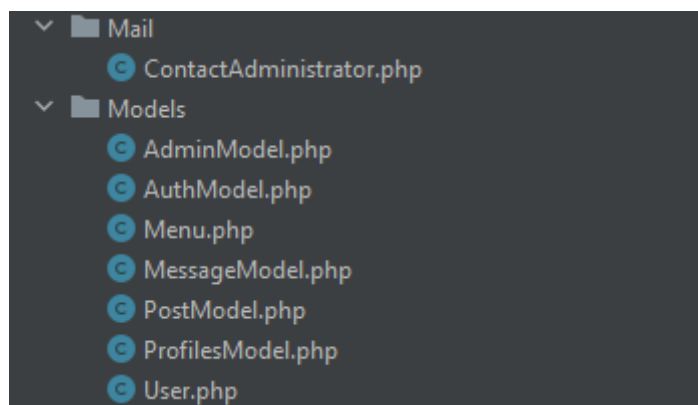 Mail
ContactAdministrator.php
Models
AdminModel.php
AuthModel.php
Menu.php
MessageModel.php
PostModel.php
ProfilesModel.php
User.php